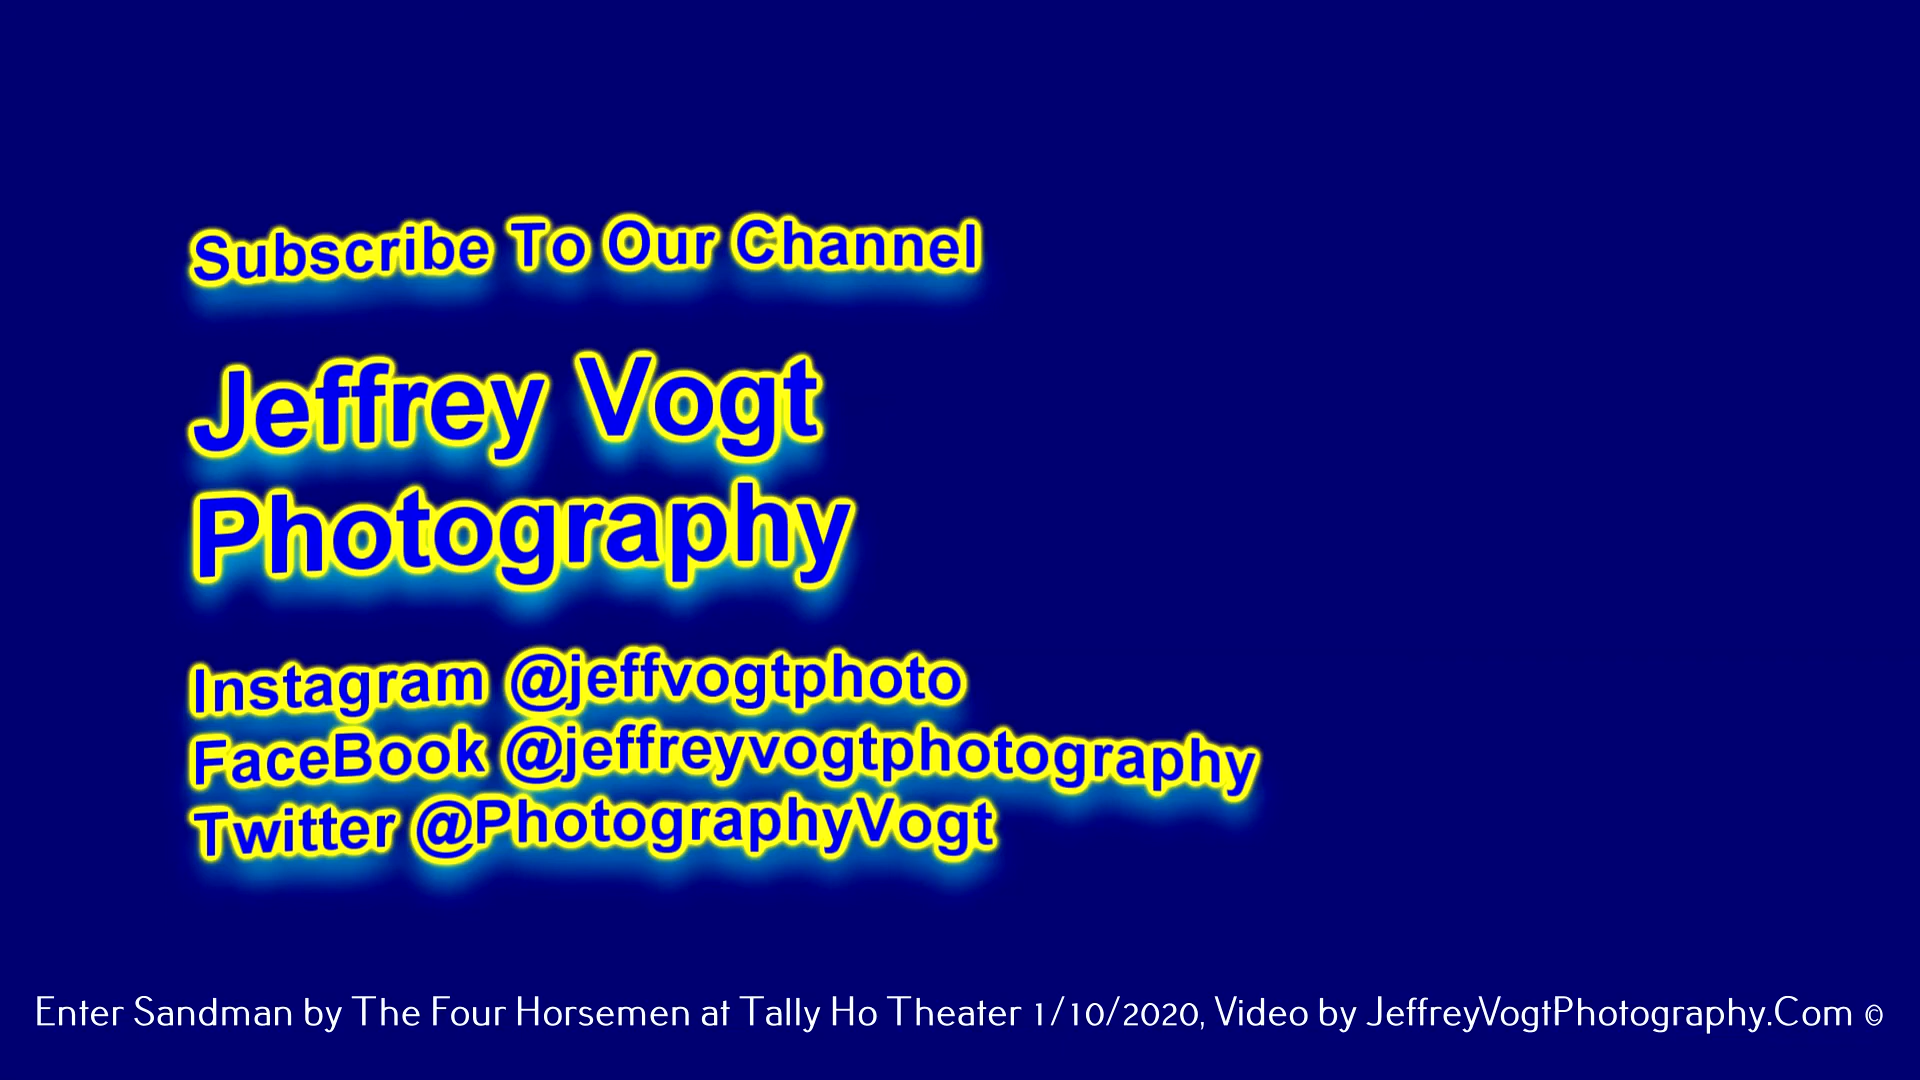 Subscribe To Our Channel
Jeffrey Vogt
Photography
Instagram @jeffvogtphoto
FaceBook @jeffreyvogtphotography
Twitter @PhotographyVogt
Enter Sandman by The Four Horsemen at Tally Ho Theater 1/10/2020, Video by JeffreyVogtPhotography.Com ©